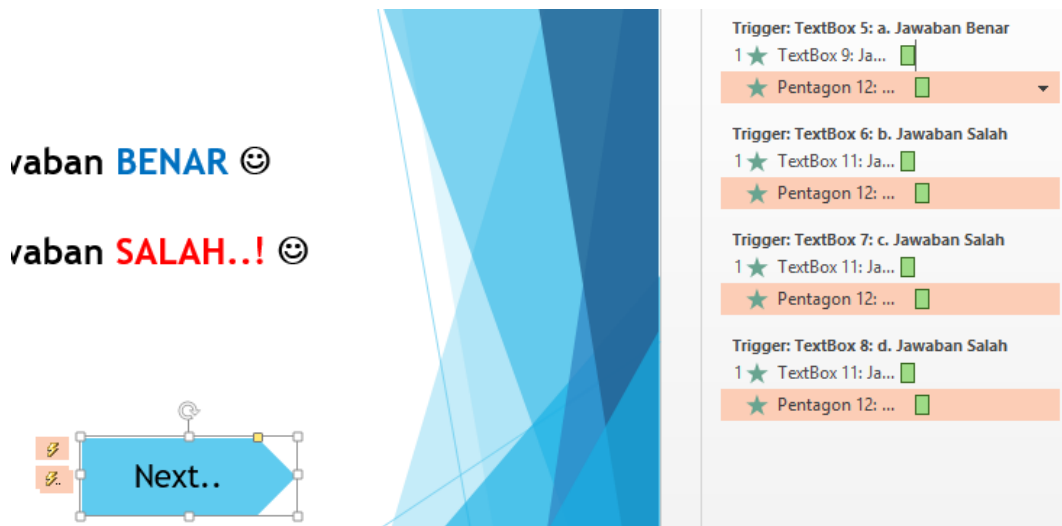 vaban BENAR ☺
vaban SALAH..! ☺
Next..
Trigger: TextBox 5: a. Jawaban Benar
1 TextBox 9: Ja...
Pentagon 12: ...
Trigger: TextBox 6: b. Jawaban Salah
1 TextBox 11: Ja...
Pentagon 12: ...
Trigger: TextBox 7: c. Jawaban Salah
1 TextBox 11: Ja...
Pentagon 12: ...
Trigger: TextBox 8: d. Jawaban Salah
1 TextBox 11: Ja...
Pentagon 12: ...